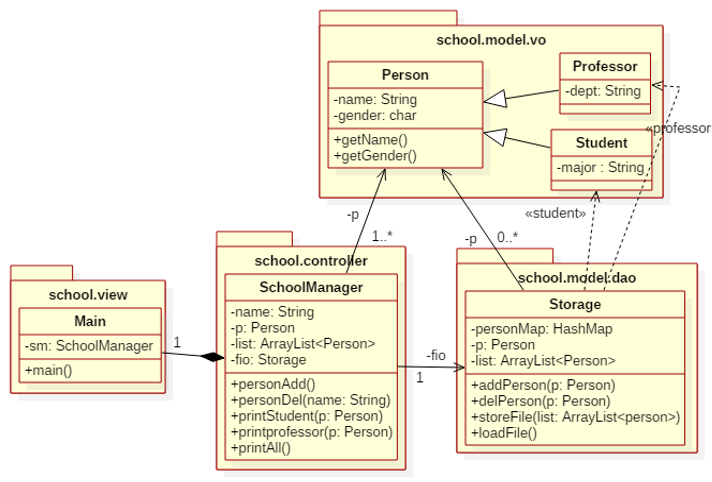 school.model.vo
Person
-name: String
-gender: char
+getName()
+getGender()
Professor
-dept: String
Student
-major : String
«professor
«student»
-p
1..*
-p
0..*
school.view
Main
-sm: SchoolManager
+main()
1
school.controller
SchoolManager
-name: String
-p: Person
-list: ArrayList<Person>
-fio: Storage
+personAdd()
+personDel(name: String)
+printStudent(p: Person)
+printprofessor(p: Person)
+printAll()
-fio
1
school.model.dao
Storage
-personMap: HashMap
-p: Person
-list: ArrayList<Person>
+addPerson(p: Person)
+delPerson(p: Person)
+storeFile(list: ArrayList<person>)
+loadFile()